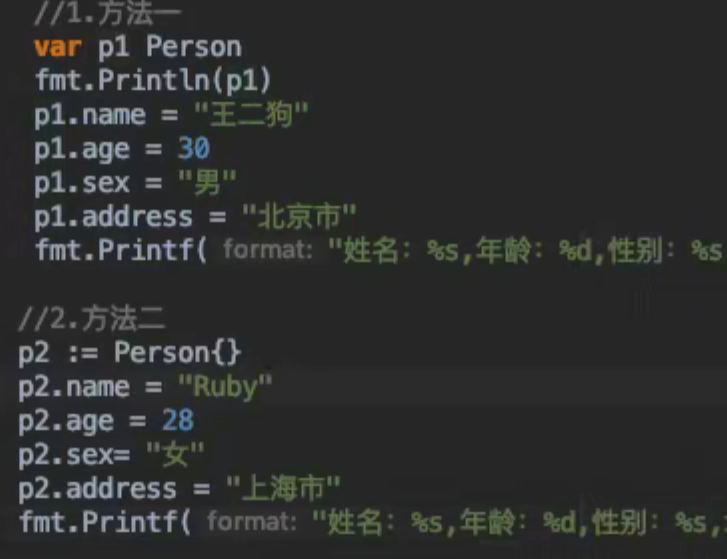 //1.方法一
var p1 Person
fmt.Println(p1)
p1.name = "王二狗"
p1.age = 30
p1.sex = "男"
p1.address = "北京市"
fmt.Printf( format: "姓名：%s,年龄：%d,性别：%s
//2.方法二
p2 := Person{}
p2.name = "Ruby"
p2.age = 28
p2.sex= "女"
p2.address = "上海市"
fmt.Printf( format: "姓名：%s,年龄：%d,性别：%s,